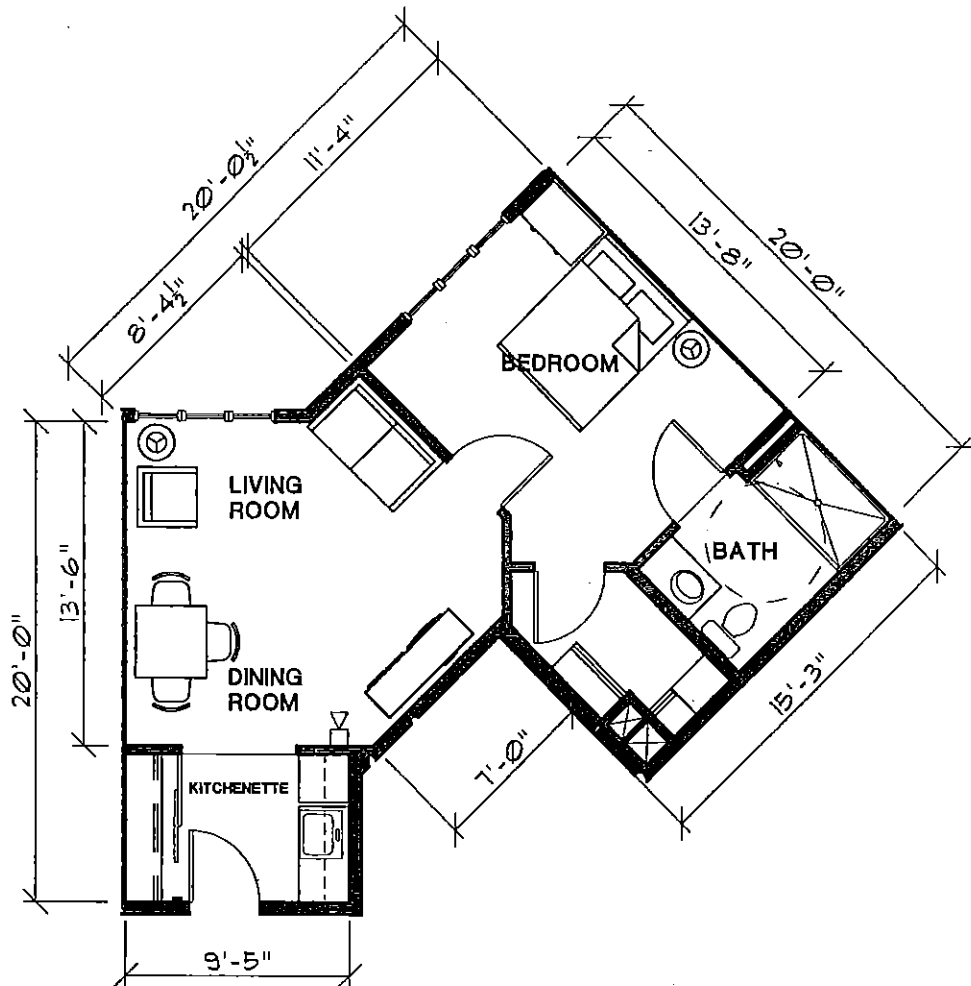 20'-0½"
11'-4"
8'-4½"
13'-8"
20'-0"
BEDROOM
LIVING
ROOM
BATH
13'-6"
20'-0"
DINING
ROOM
15'-3"
7'-0"
KITCHENETTE
9'-5"